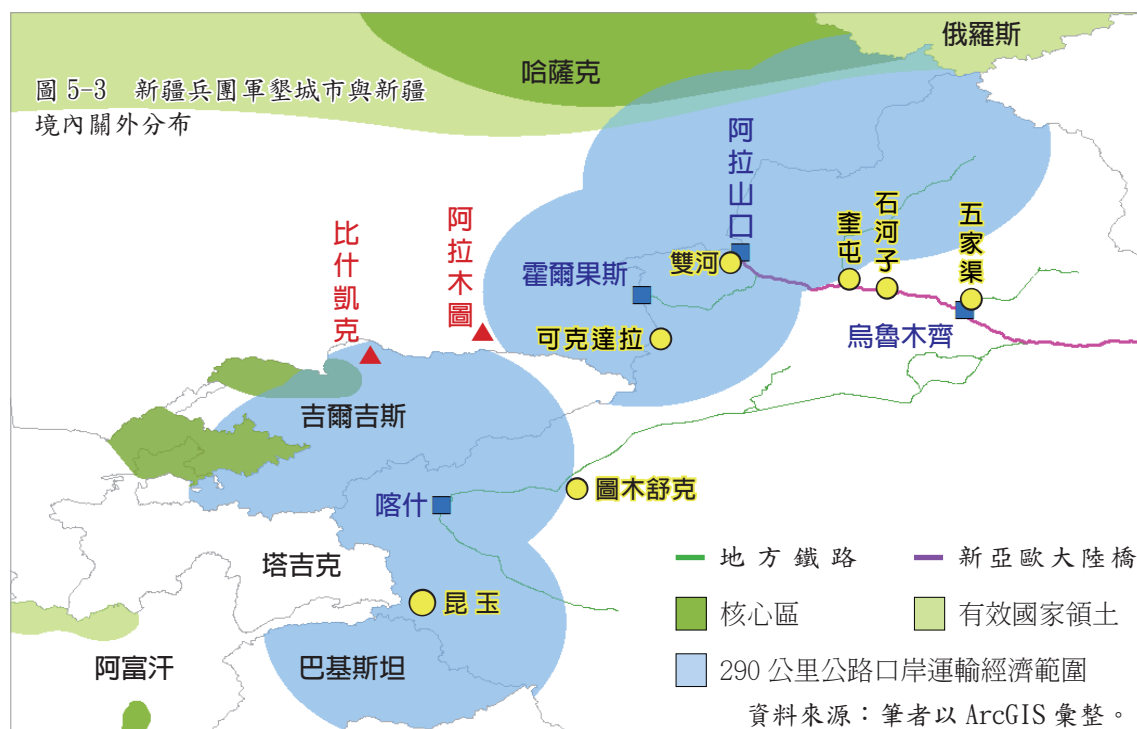 俄羅斯
哈薩克
圖 5-3 新疆兵團軍墾城市與新疆
境內關外分布
阿拉山口
石河子
五家渠
奎屯
阿拉木圖
比什凱克
雙河
霍爾果斯
可克達拉
烏魯木齊
吉爾吉斯
圖木舒克
喀什
塔吉克
昆玉
阿富汗
巴基斯坦
地方鐵路
新亞歐大陸橋
核心區
有效國家領土
290 公里公路口岸運輸經濟範圍
資料來源：筆者以 ArcGIS 彙整。